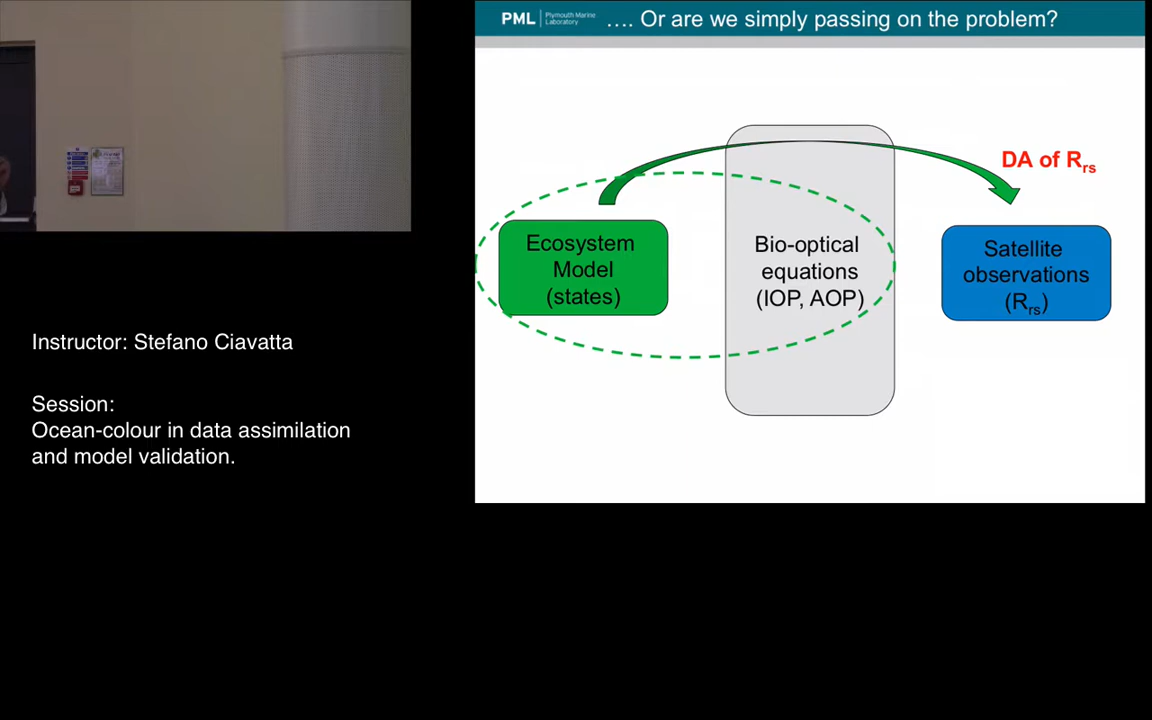 PML Plymouth Marine Laboratory
.... Or are we simply passing on the problem?
DA of Rrs
Ecosystem
Model
(states)
Bio-optical
equations
(IOP, AOP)
Satellite
observations
(Rrs)
Instructor: Stefano Ciavatta
Session:
Ocean-colour in data assimilation
and model validation.